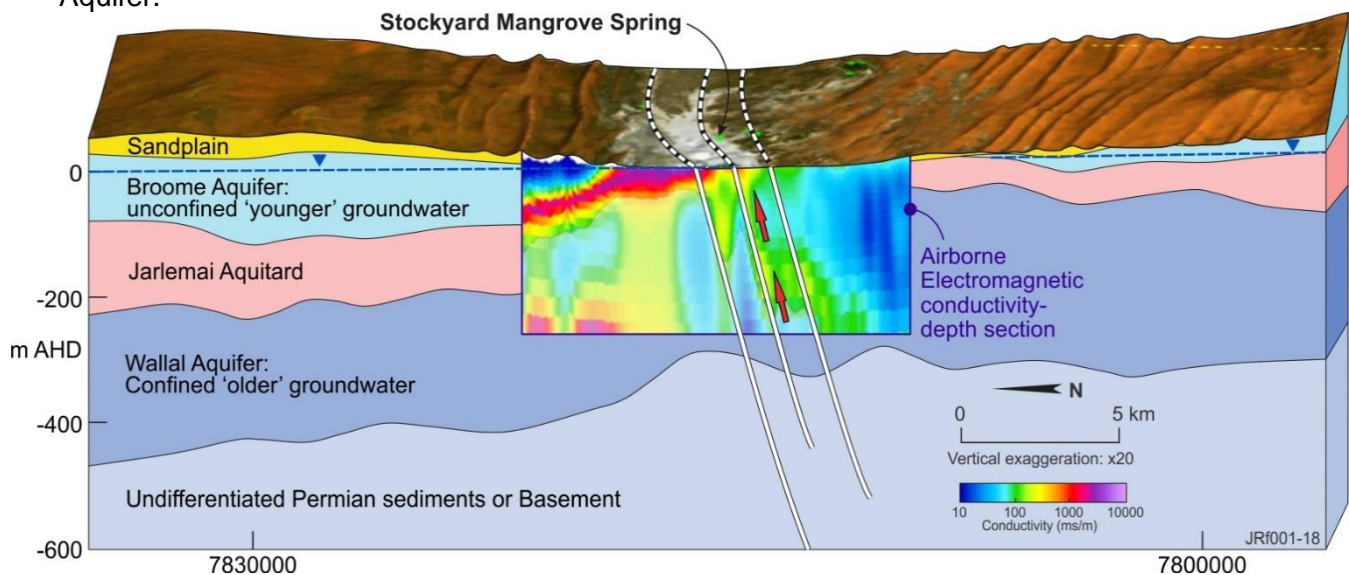 Aquifer.
Stockyard Mangrove Spring
Sandplain
0
Broome Aquifer:
unconfined ‘younger’ groundwater
Jarlemai Aquitard
Airborne
Electromagnetic
conductivity-
depth section
-200
m AHD
Wallal Aquifer:
Confined ‘older’ groundwater
N
0 5 km
-400
Vertical exaggeration: x20
Undifferentiated Permian sediments or Basement
10 100 1000 10000
Conductivity (ms/m)
JRf001-18
-600
7830000 7800000